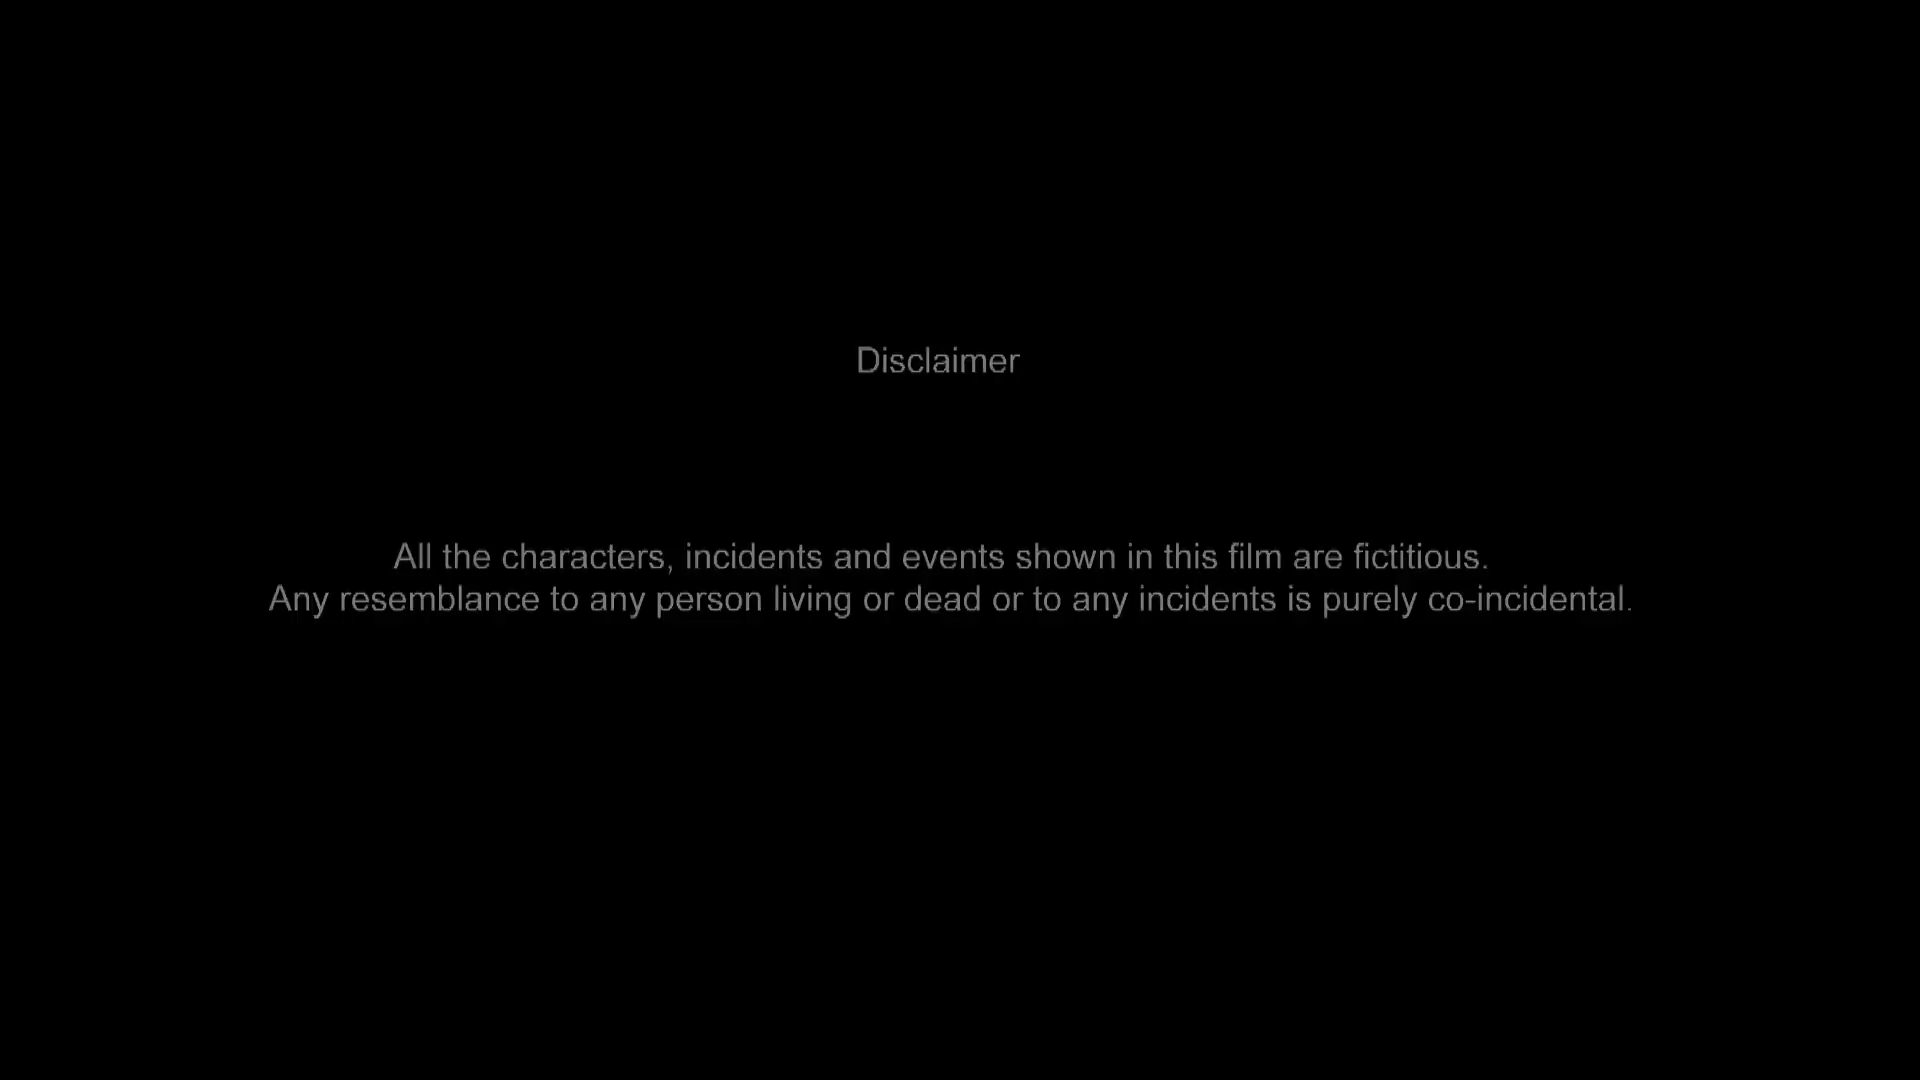 Disclaimer
All the characters, incidents and events shown in this film are fictitious.
Any resemblance to any person living or dead or to any incidents is purely co-incidental.